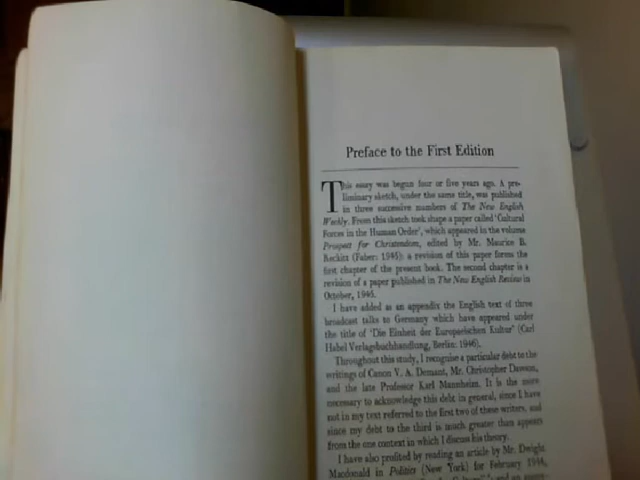 Preface to the First Edition
This essay was begun four or five years ago. A pre-
liminary sketch, under the same title, was published
in three successive numbers of The New English
Weekly. From this sketch took shape a paper called 'Cultural
Forces in the Human Order', which appeared in the volume
Prospect for Christendom, edited by Mr. Maurice B.
Reckitt (Faber: 1945): a revision of this paper forms the
first chapter of the present book. The second chapter is a
revision of a paper published in The New English Review in
October, 1945.
I have added as an appendix the English text of three
broadcast talks to Germany which have appeared under
the title of 'Die Einheit der Europaeischen Kultur' (Carl
Habel Verlagsbuchhandlung, Berlin: 1946).
Throughout this study, I recognise a particular debt to the
writings of Canon V. A. Demant, Mr. Christopher Dawson,
and the late Professor Karl Mannheim. It is the more
necessary to acknowledge this debt in general, since I have
not in my text referred to the first two of these writers, and
since my debt to the third is much greater than appears
from the one context in which I discuss his theory.
I have also profited by reading an article by Mr. Dwight
Macdonald in Politics (New York) for February 1944,